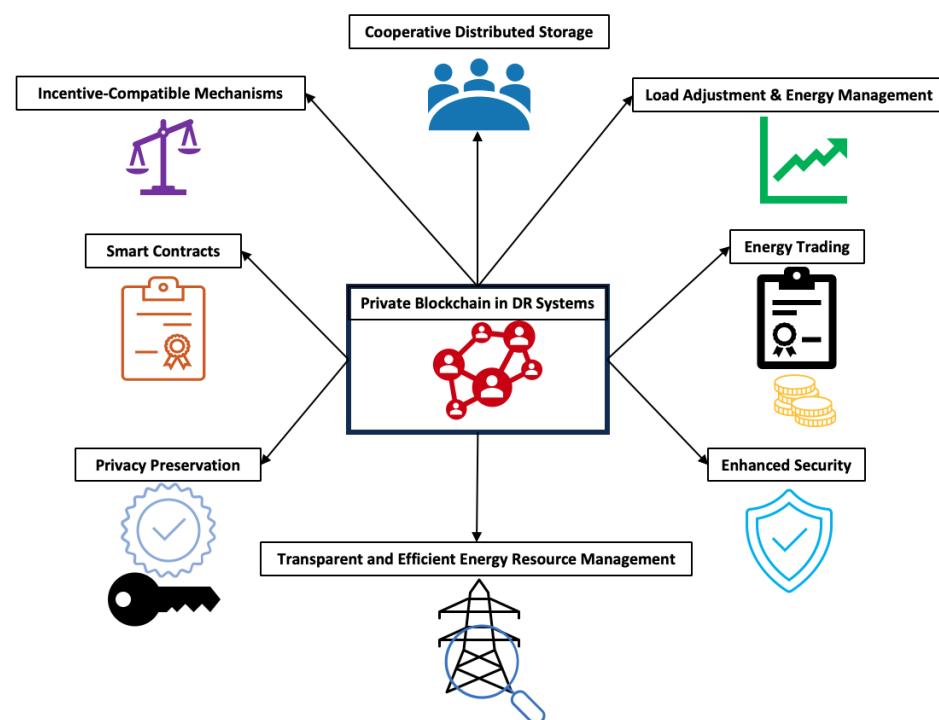 Cooperative Distributed Storage
Incentive-Compatible Mechanisms
Load Adjustment & Energy Management
Smart Contracts
Energy Trading
Private Blockchain in DR Systems
Privacy Preservation
Enhanced Security
Transparent and Efficient Energy Resource Management